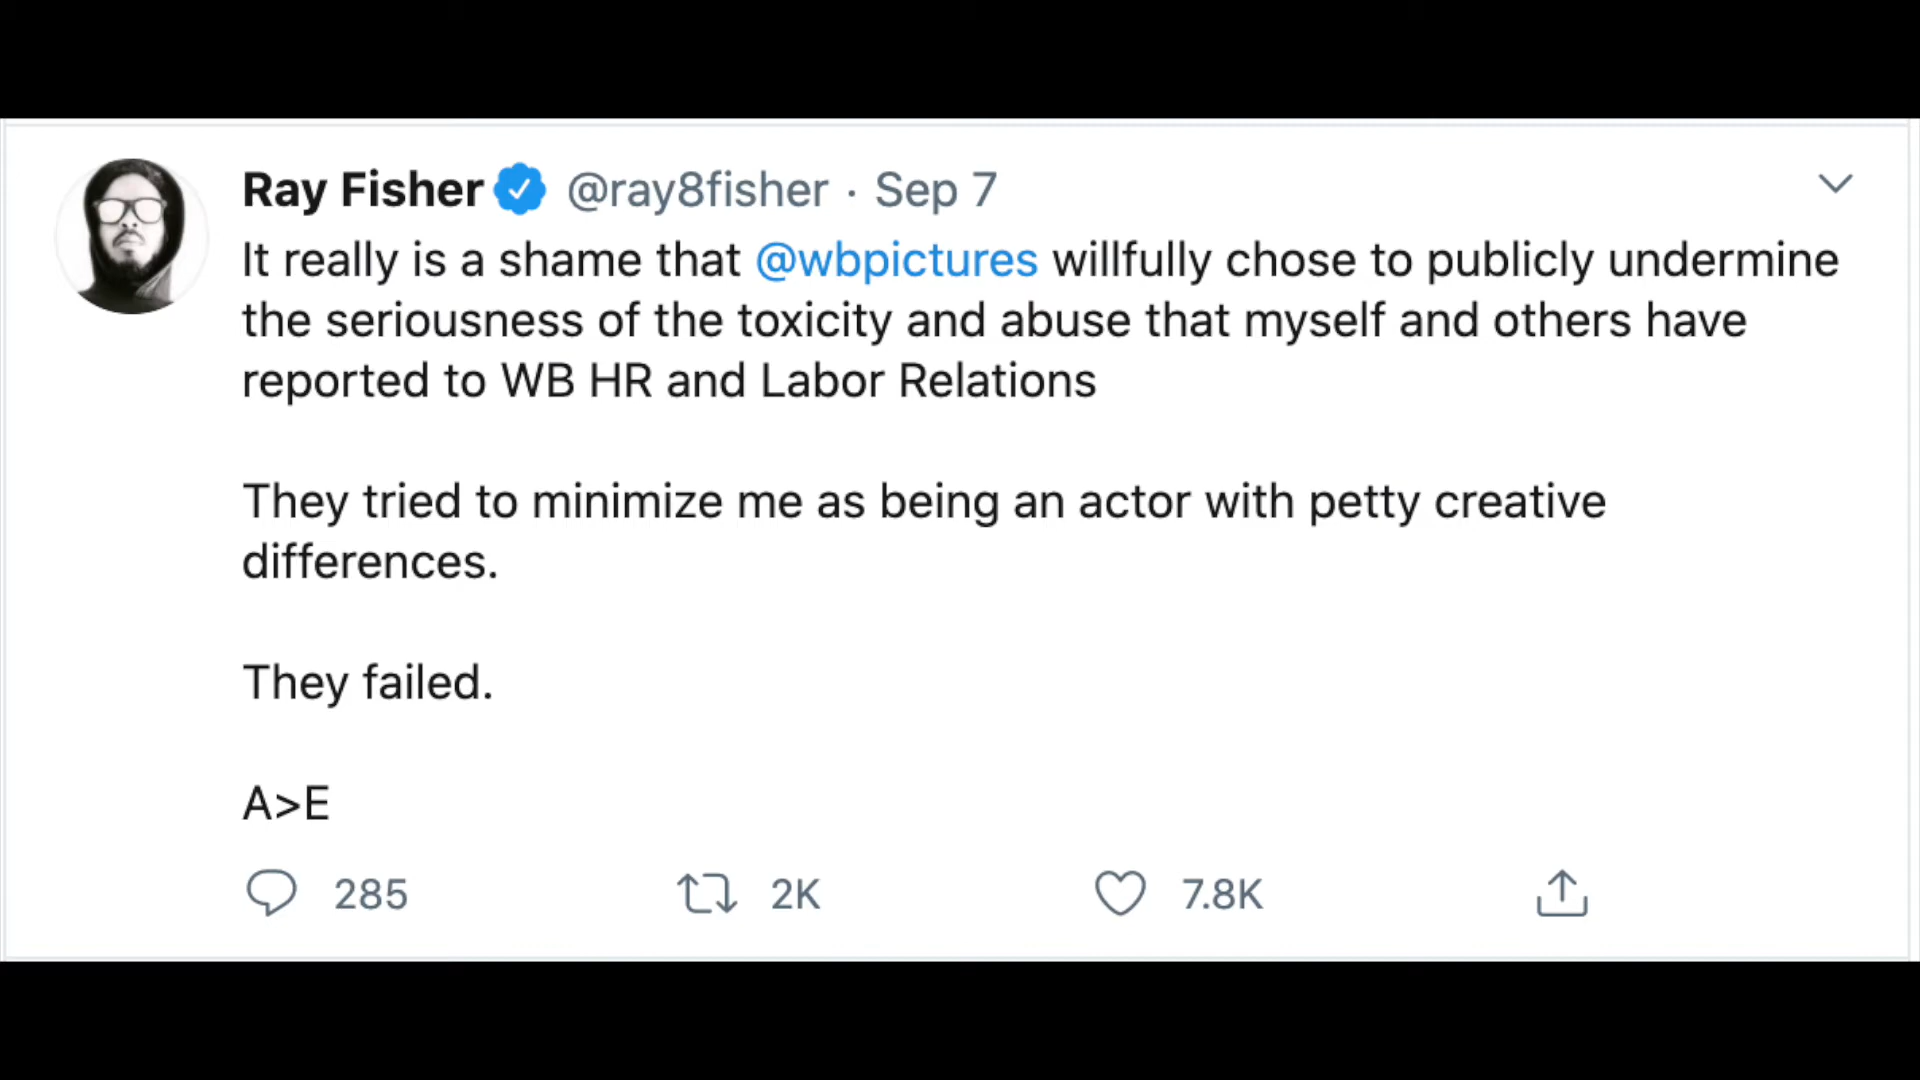 Ray Fisher @ray8fisher · Sep 7
It really is a shame that @wbpictures willfully chose to publicly undermine
the seriousness of the toxicity and abuse that myself and others have
reported to WB HR and Labor Relations
They tried to minimize me as being an actor with petty creative
differences.
They failed.
A>E
285 2K 7.8K